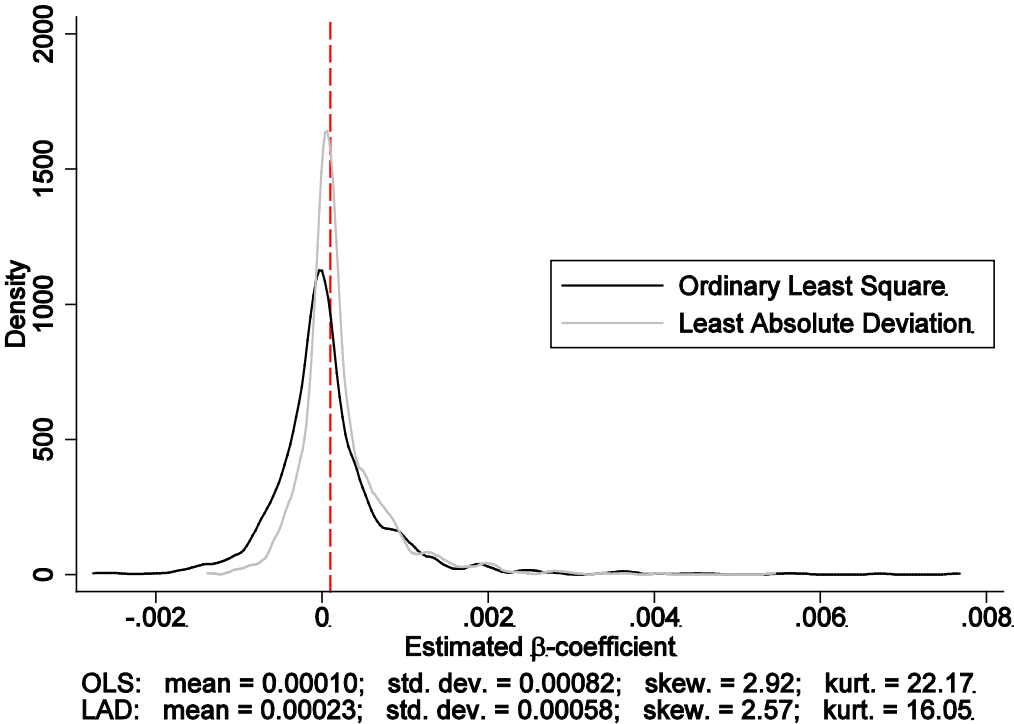 2000
1500
1000
500
0
Density
Ordinary Least Square
Least Absolute Deviation
-.002 0 .002 .004 .006 .008
Estimated β-coefficient
OLS: mean = 0.00010; std. dev. = 0.00082; skew. = 2.92; kurt. = 22.17
LAD: mean = 0.00023; std. dev. = 0.00058; skew. = 2.57; kurt. = 16.05